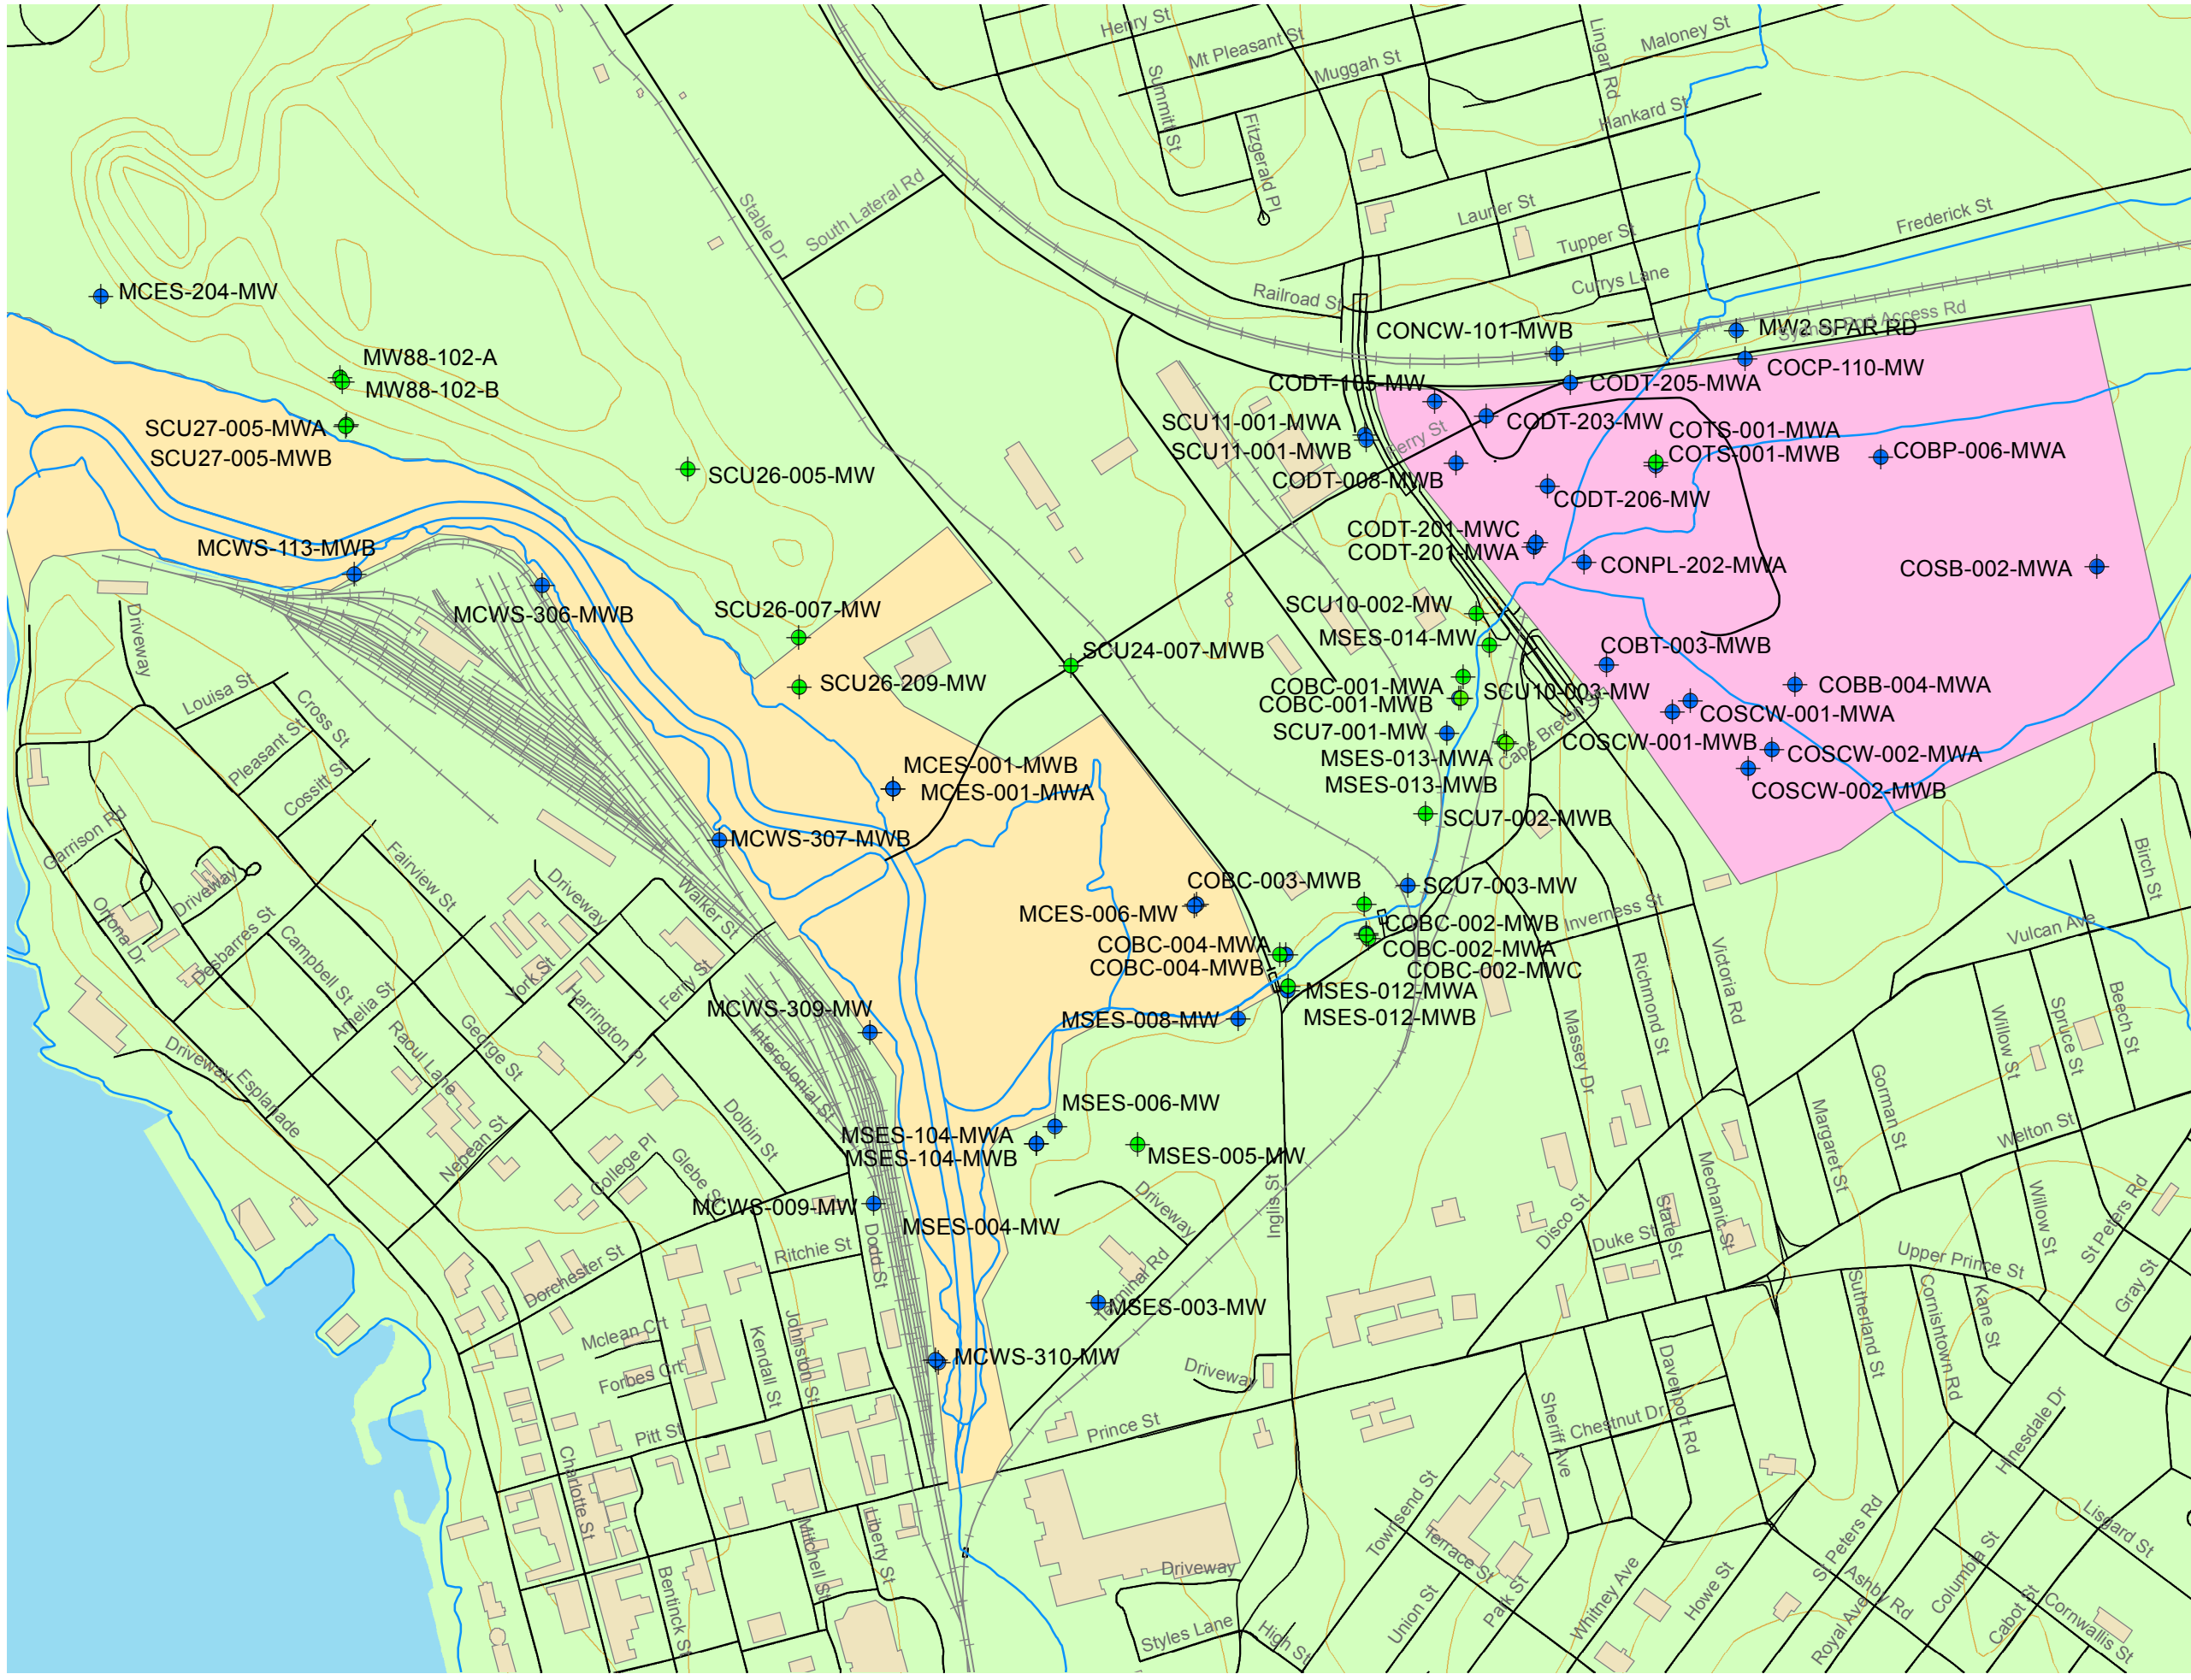 Henry St
Mt Pleasant St
Muggah St
Lingan Rd
Maloney St
Summitt St
Fitzgerald Pl
Hankard St
Stable Dr
South Lateral Rd
Laurier St
Tupper St
Frederick St
Currys Lane
Railroad St
MCES-204-MW
CONCW-101-MWB
MW2 SPAR RD
Sydney Port Access Rd
MW88-102-A
MW88-102-B
COCP-110-MW
CODT-105-MW
CODT-205-MWA
SCU27-005-MWA
SCU27-005-MWB
SCU11-001-MWA
SCU11-001-MWB
Ferry St
CODT-203-MW
COTS-001-MWA
COTS-001-MWB
COBP-006-MWA
SCU26-005-MW
CODT-008-MWB
CODT-206-MW
CODT-201-MWC
CODT-201-MWA
CONPL-202-MWA
COSB-002-MWA
MCWS-113-MWB
MCWS-306-MWB
SCU26-007-MW
SCU10-002-MW
MSES-014-MW
SCU24-007-MWB
COBT-003-MWB
SCU26-209-MW
COBC-001-MWA
COBC-001-MWB
SCU10-003-MW
COBB-004-MWA
COSCW-001-MWA
SCU7-001-MW
COSCW-001-MWB
Cape Breton St
MSES-013-MWA
MSES-013-MWB
COSCW-002-MWA
COSCW-002-MWB
Driveway
Louisa St
Cross St
Pleasant St
Cossitt St
MCES-001-MWB
MCES-001-MWA
SCU7-002-MWB
MCWS-307-MWB
Garrison Rd
Driveway
Fairview St
Driveway
Walker St
Birch St
Ortona Dr
Desbarres St
Campbell St
Amelia St
York St
Harrington Pl
Ferry St
COBC-003-MWB
SCU7-003-MW
MCES-006-MW
Inverness St
Vulcan Ave
COBC-002-MWB
COBC-002-MWA
COBC-002-MWC
COBC-004-MWA
COBC-004-MWB
MSES-012-MWA
MSES-012-MWB
MCWS-309-MW
MSES-008-MW
Intercolonial St
Victoria Rd
Richmond St
Massey Dr
Willow St
Spruce St
Beech St
Driveway
Esplanade
Raoul Lane
George St
Dolbin St
Nepean St
College Pl
Glebe St
MSES-006-MW
MSES-104-MWA
MSES-104-MWB
MSES-005-MW
Margaret St
Gorman St
Welton St
MCWS-009-MW
MSES-004-MW
Driveway
Inglis St
Disco St
Duke St
State St
Mechanic St
Willow St
St Peters Rd
Gray St
Upper Prince St
Dorchester St
Ritchie St
Dodd St
Terminal Rd
MSES-003-MW
Sutherland St
Cornishtown Rd
Kane St
Mclean Crt
Forbes Crt
Kendall St
Johnston St
MCWS-310-MW
Driveway
Prince St
Pitt St
Sheriff Ave
Chestnut Dr
Davenport Rd
Hinesdale Dr
Charlotte St
Bentinck St
Mitchell St
Liberty St
Townsend St
Terrace St
Driveway
Styles Lane
High St
Union St
Park St
Whitney Ave
Howe St
St Peters Rd
Ashby Rd
Royal Ave
Columbia St
Cabot St
Lisgard St
Cornwallis St